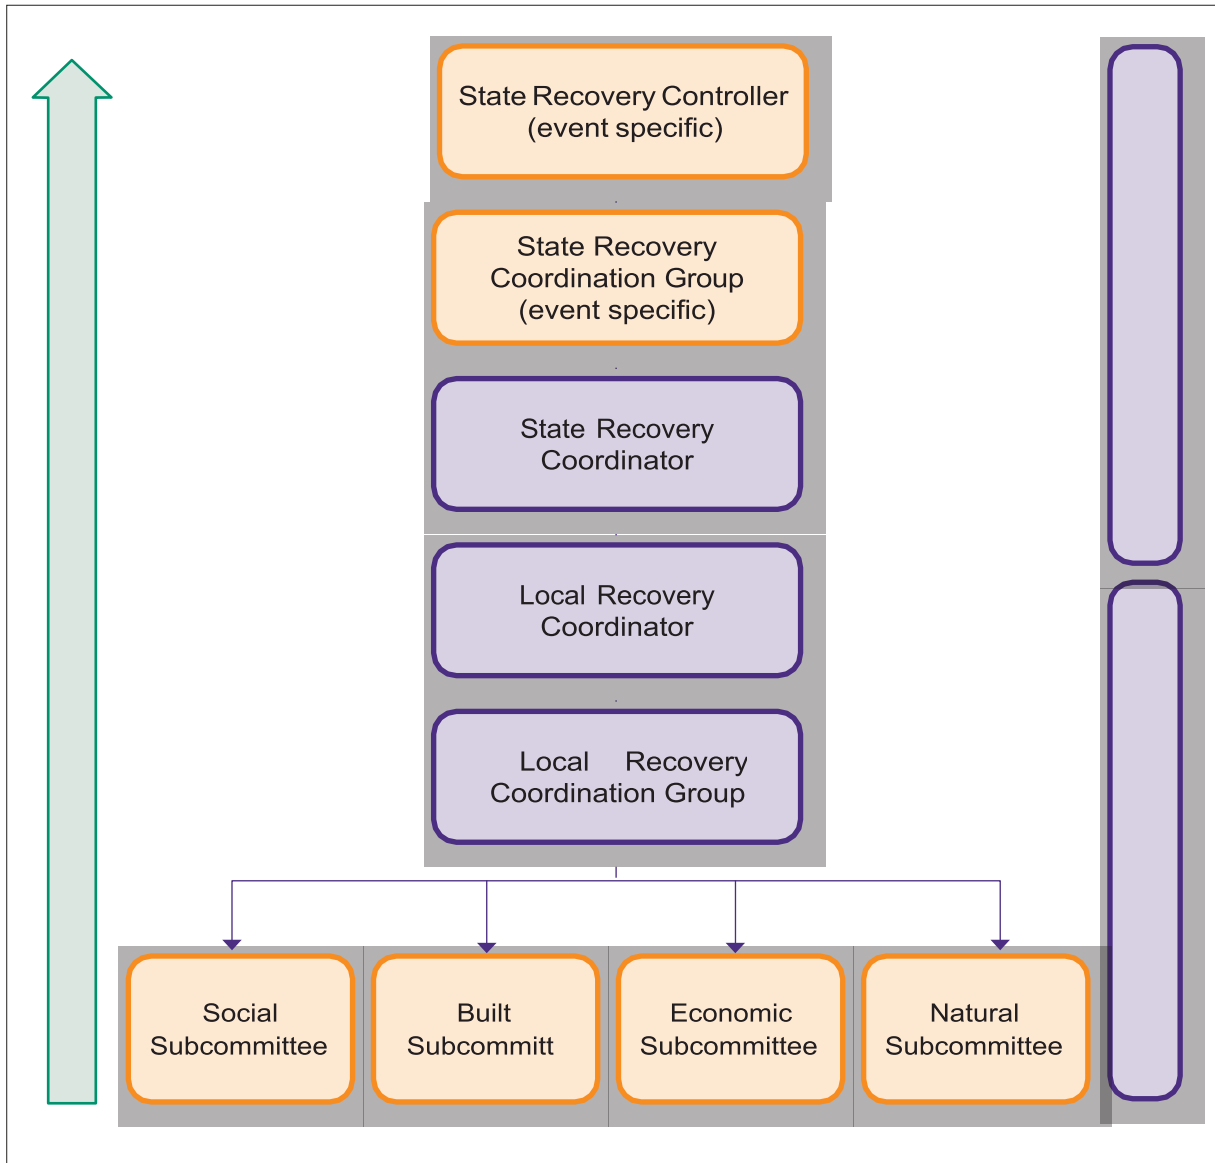 State Recovery Controller
(event specific)
State Recovery
Coordination Group
(event specific)
State Recovery
Coordinator
Local Recovery
Coordinator
Local Recovery
Coordination Group
Social
Subcommittee
Built
Subcommitt
Economic
Subcommittee
Natural
Subcommittee